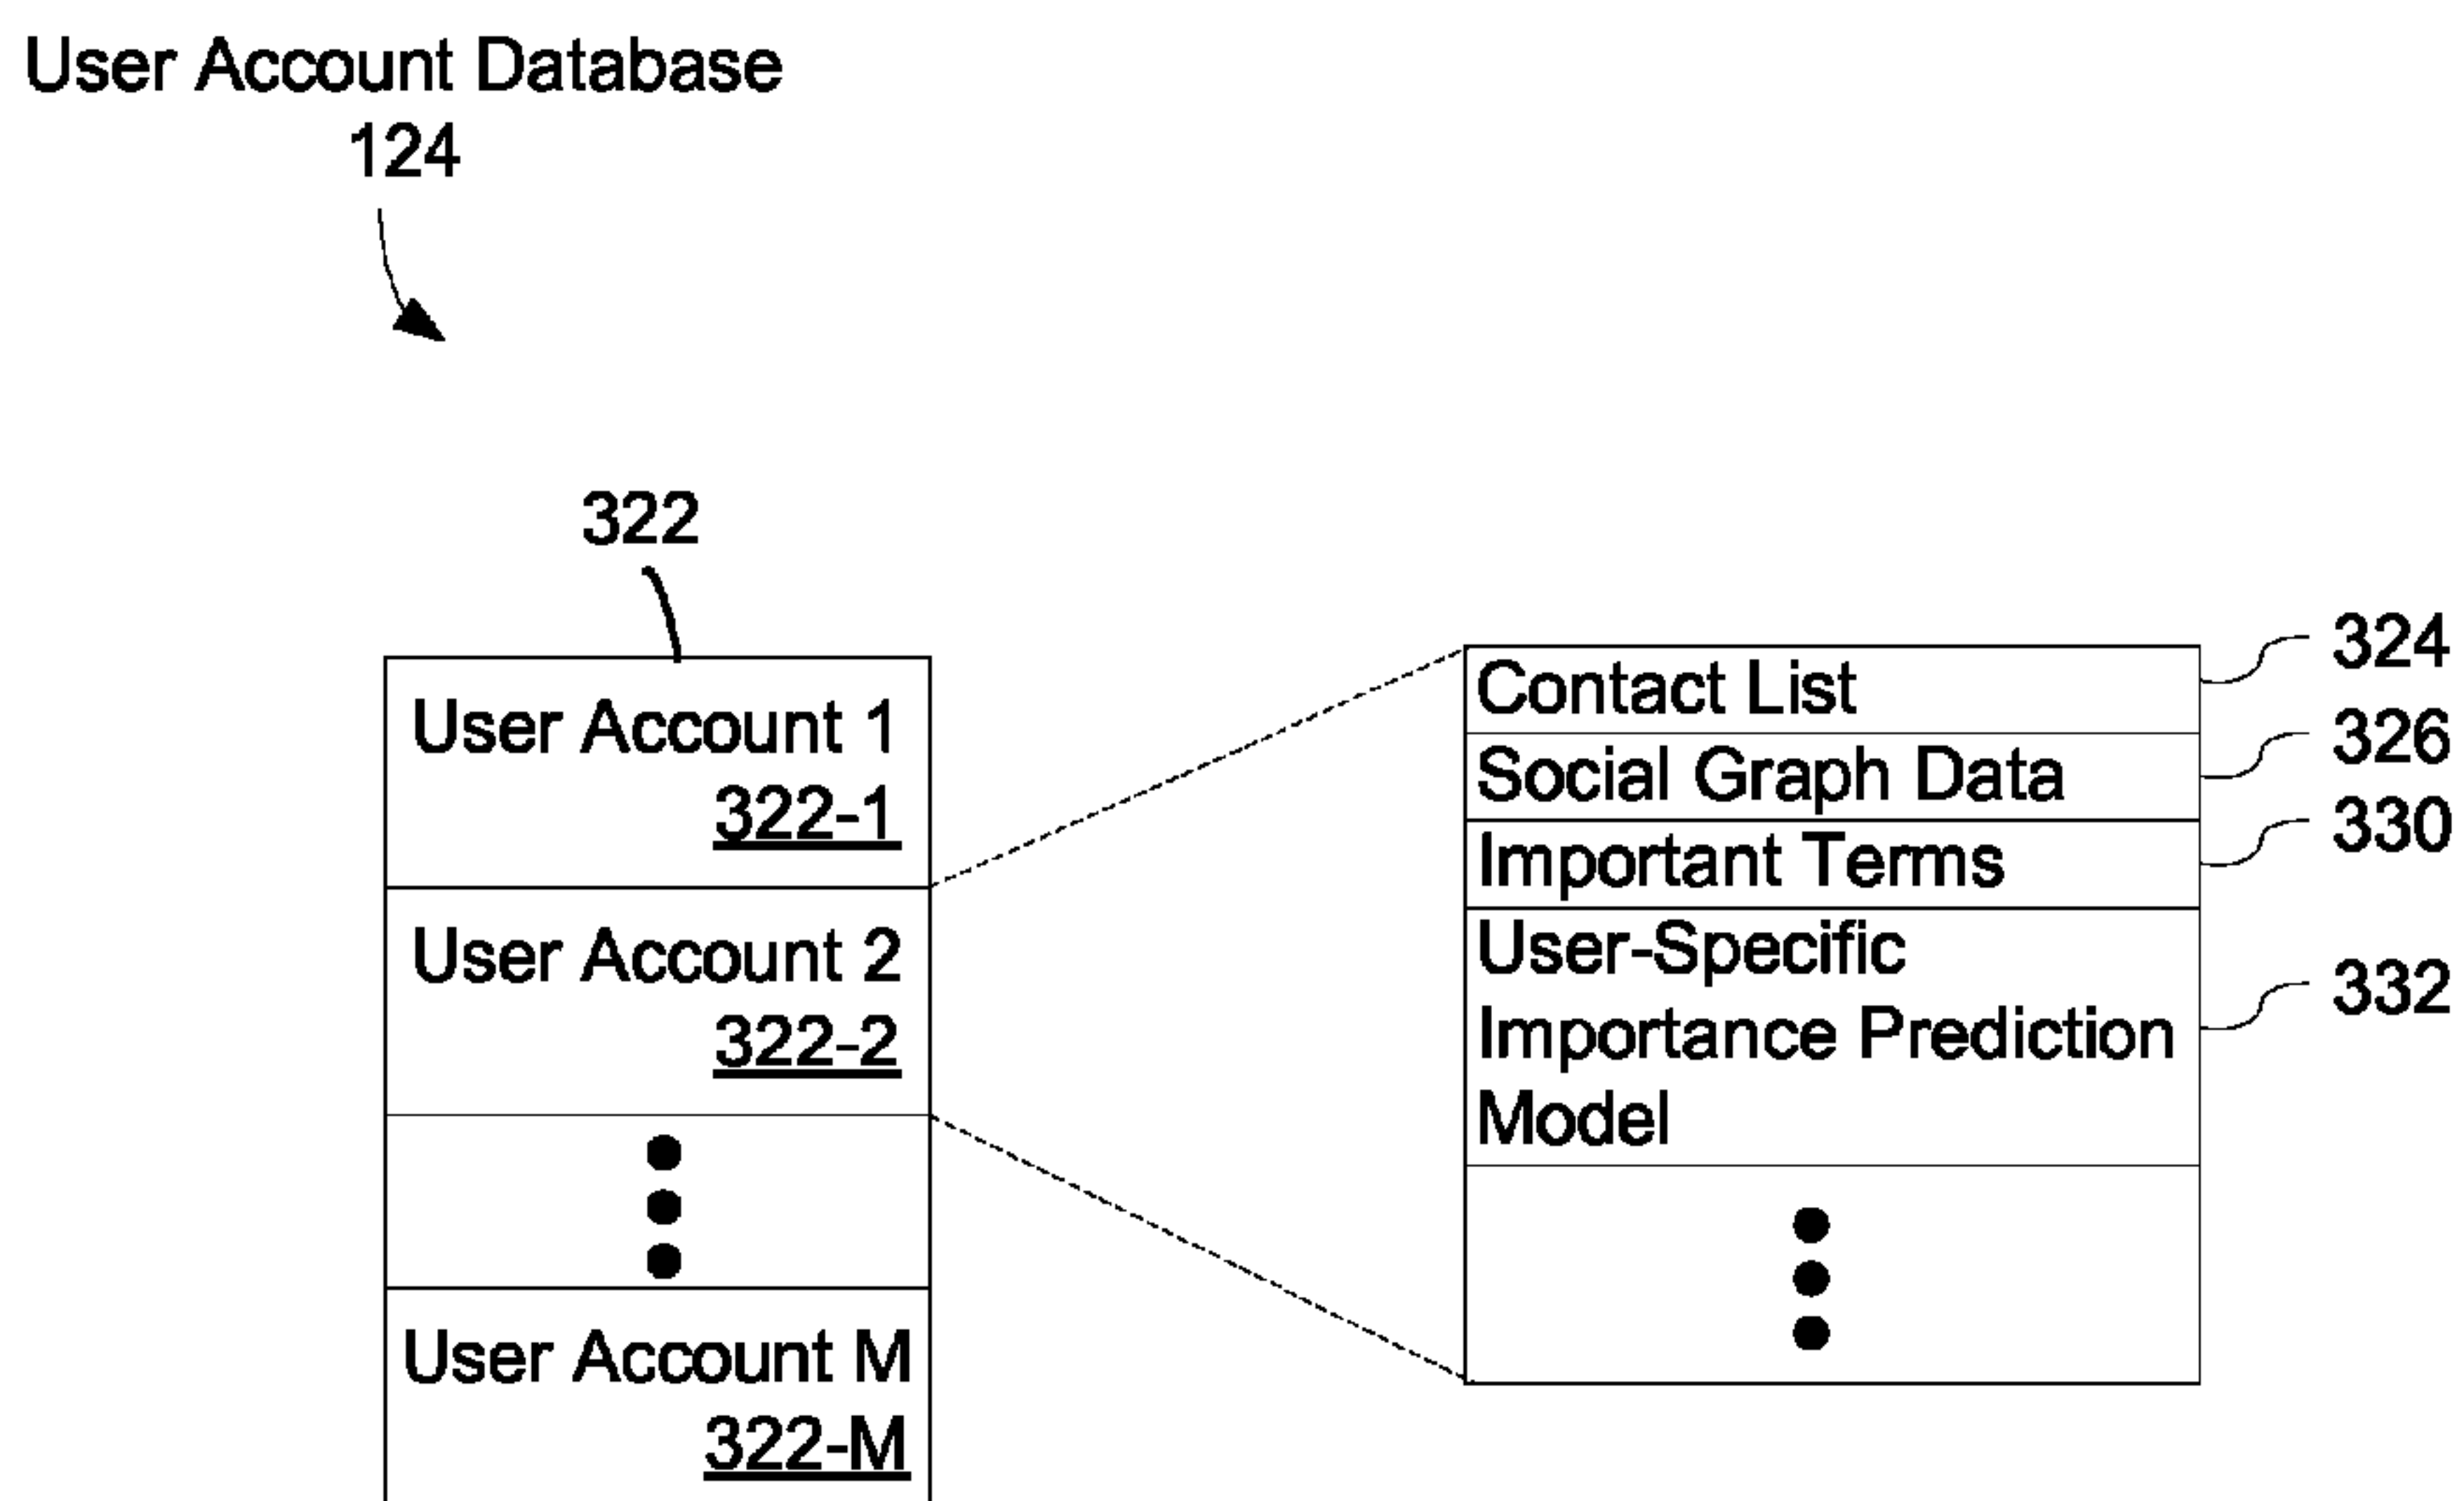 User Account Database
124
322
User Account 1
322-1
User Account 2
322-2
User Account M
322-M
Contact List
324
Social Graph Data
326
Important Terms
330
User-Specific
Importance Prediction
Model
332